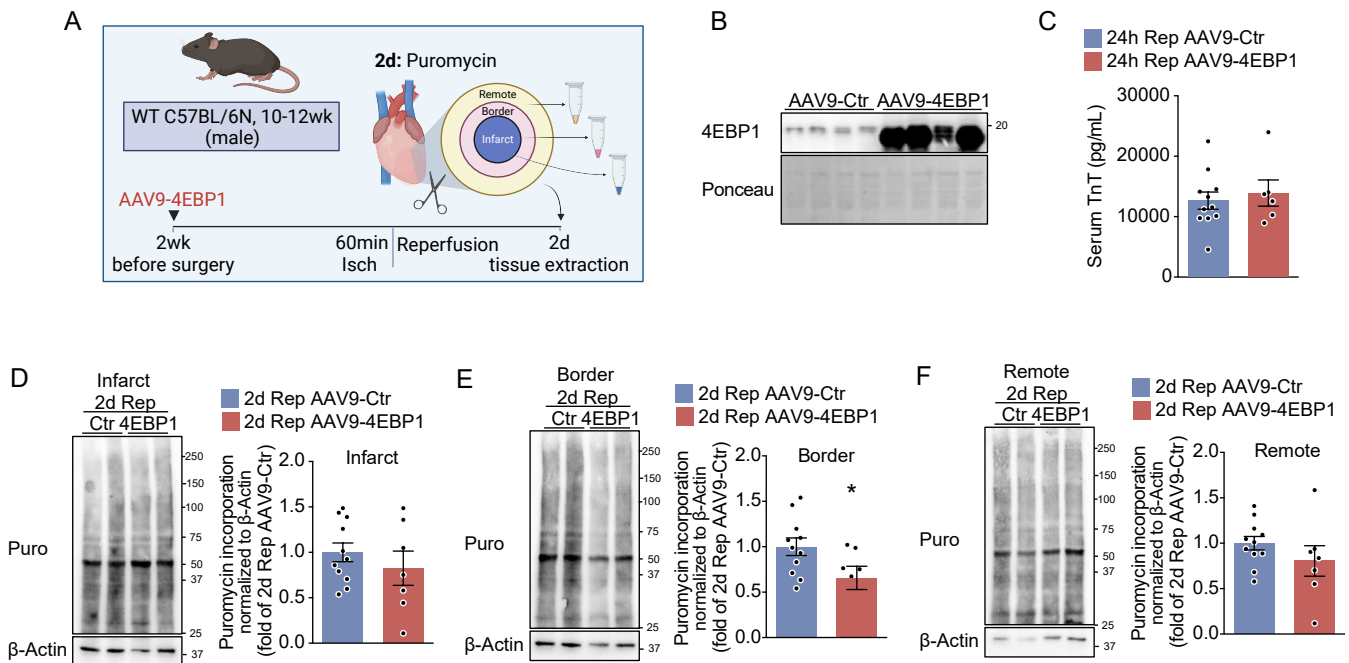 A
WT C57BL/6N, 10-12wk
(male)
2d: Puromycin
Remote
Border
Infarct
AAV9-4EBP1
2wk
before surgery
60min
Isch
Reperfusion
2d
tissue extraction
B
AAV9-Ctr AAV9-4EBP1
4EBP1
20
Ponceau
C
24h Rep AAV9-Ctr
24h Rep AAV9-4EBP1
Serum TnT (pg/mL)
30000
20000
10000
0
D
Infarct
2d Rep
Ctr 4EBP1
Puro
250
150
100
75
50
37
25
β-Actin
37
2d Rep AAV9-Ctr
2d Rep AAV9-4EBP1
Puromycin incorporation
normalized to β-Actin
(fold of 2d Rep AAV9-Ctr)
2.0
1.5
1.0
0.5
0.0
Infarct
E
Border
2d Rep
Ctr 4EBP1
Puro
250
150
100
75
50
37
25
β-Actin
37
2d Rep AAV9-Ctr
2d Rep AAV9-4EBP1
Puromycin incorporation
normalized to β-Actin
(fold of 2d Rep AAV9-Ctr)
2.0
1.5
1.0
0.5
0.0
Border
*
F
Remote
2d Rep
Ctr 4EBP1
Puro
250
150
100
75
50
37
25
β-Actin
37
2d Rep AAV9-Ctr
2d Rep AAV9-4EBP1
Puromycin incorporation
normalized to β-Actin
(fold of 2d Rep AAV9-Ctr)
2.0
1.5
1.0
0.5
0.0
Remote